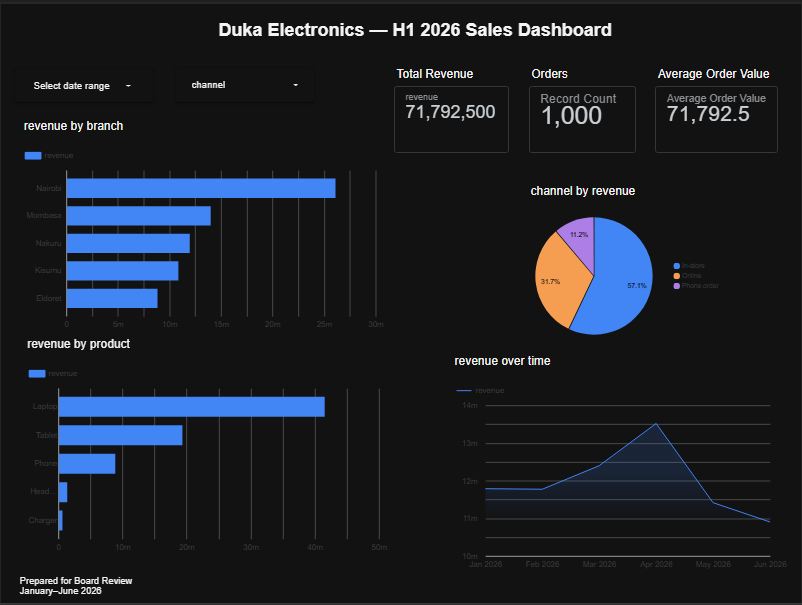 Duka Electronics — H1 2026 Sales Dashboard
Select date range
channel
Total Revenue
revenue
71,792,500
Orders
Record Count
1,000
Average Order Value
Average Order Value
71,792.5
revenue by branch
revenue
Nairobi
Mombasa
Nakuru
Kisumu
Eldoret
0 5m 10m 15m 20m 25m 30m
channel by revenue
11.2%
31.7%
57.1%
In-store
Online
Phone order
revenue by product
revenue
Laptop
Tablet
Phone
Head...
Charger
0 10m 20m 30m 40m 50m
revenue over time
revenue
14m
13m
12m
11m
10m
Jan 2026 Feb 2026 Mar 2026 Apr 2026 May 2026 Jun 2026
Prepared for Board Review
January–June 2026